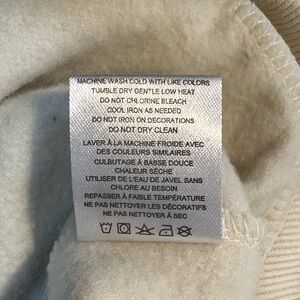 MACHINE WASH COLD WITH LIKE COLORS
TUMBLE DRY GENTLE LOW HEAT
DO NOT CHLORINE BLEACH
COOL IRON AS NEEDED
DO NOT IRON ON DECORATIONS
DO NOT DRY CLEAN
LAVER À LA MACHINE FROIDE AVEC
DES COULEURS SIMILAIRES
CULBUTAGE À BASSE DOUCE
CHALEUR SÈCHE
UTILISER DE L'EAU DE JAVEL SANS
CHLORE AU BESOIN
REPASSER À FAIBLE TEMPÉRATURE
NE PAS NETTOYER LES DÉCORATIFS
NE PAS NETTOYER À SEC